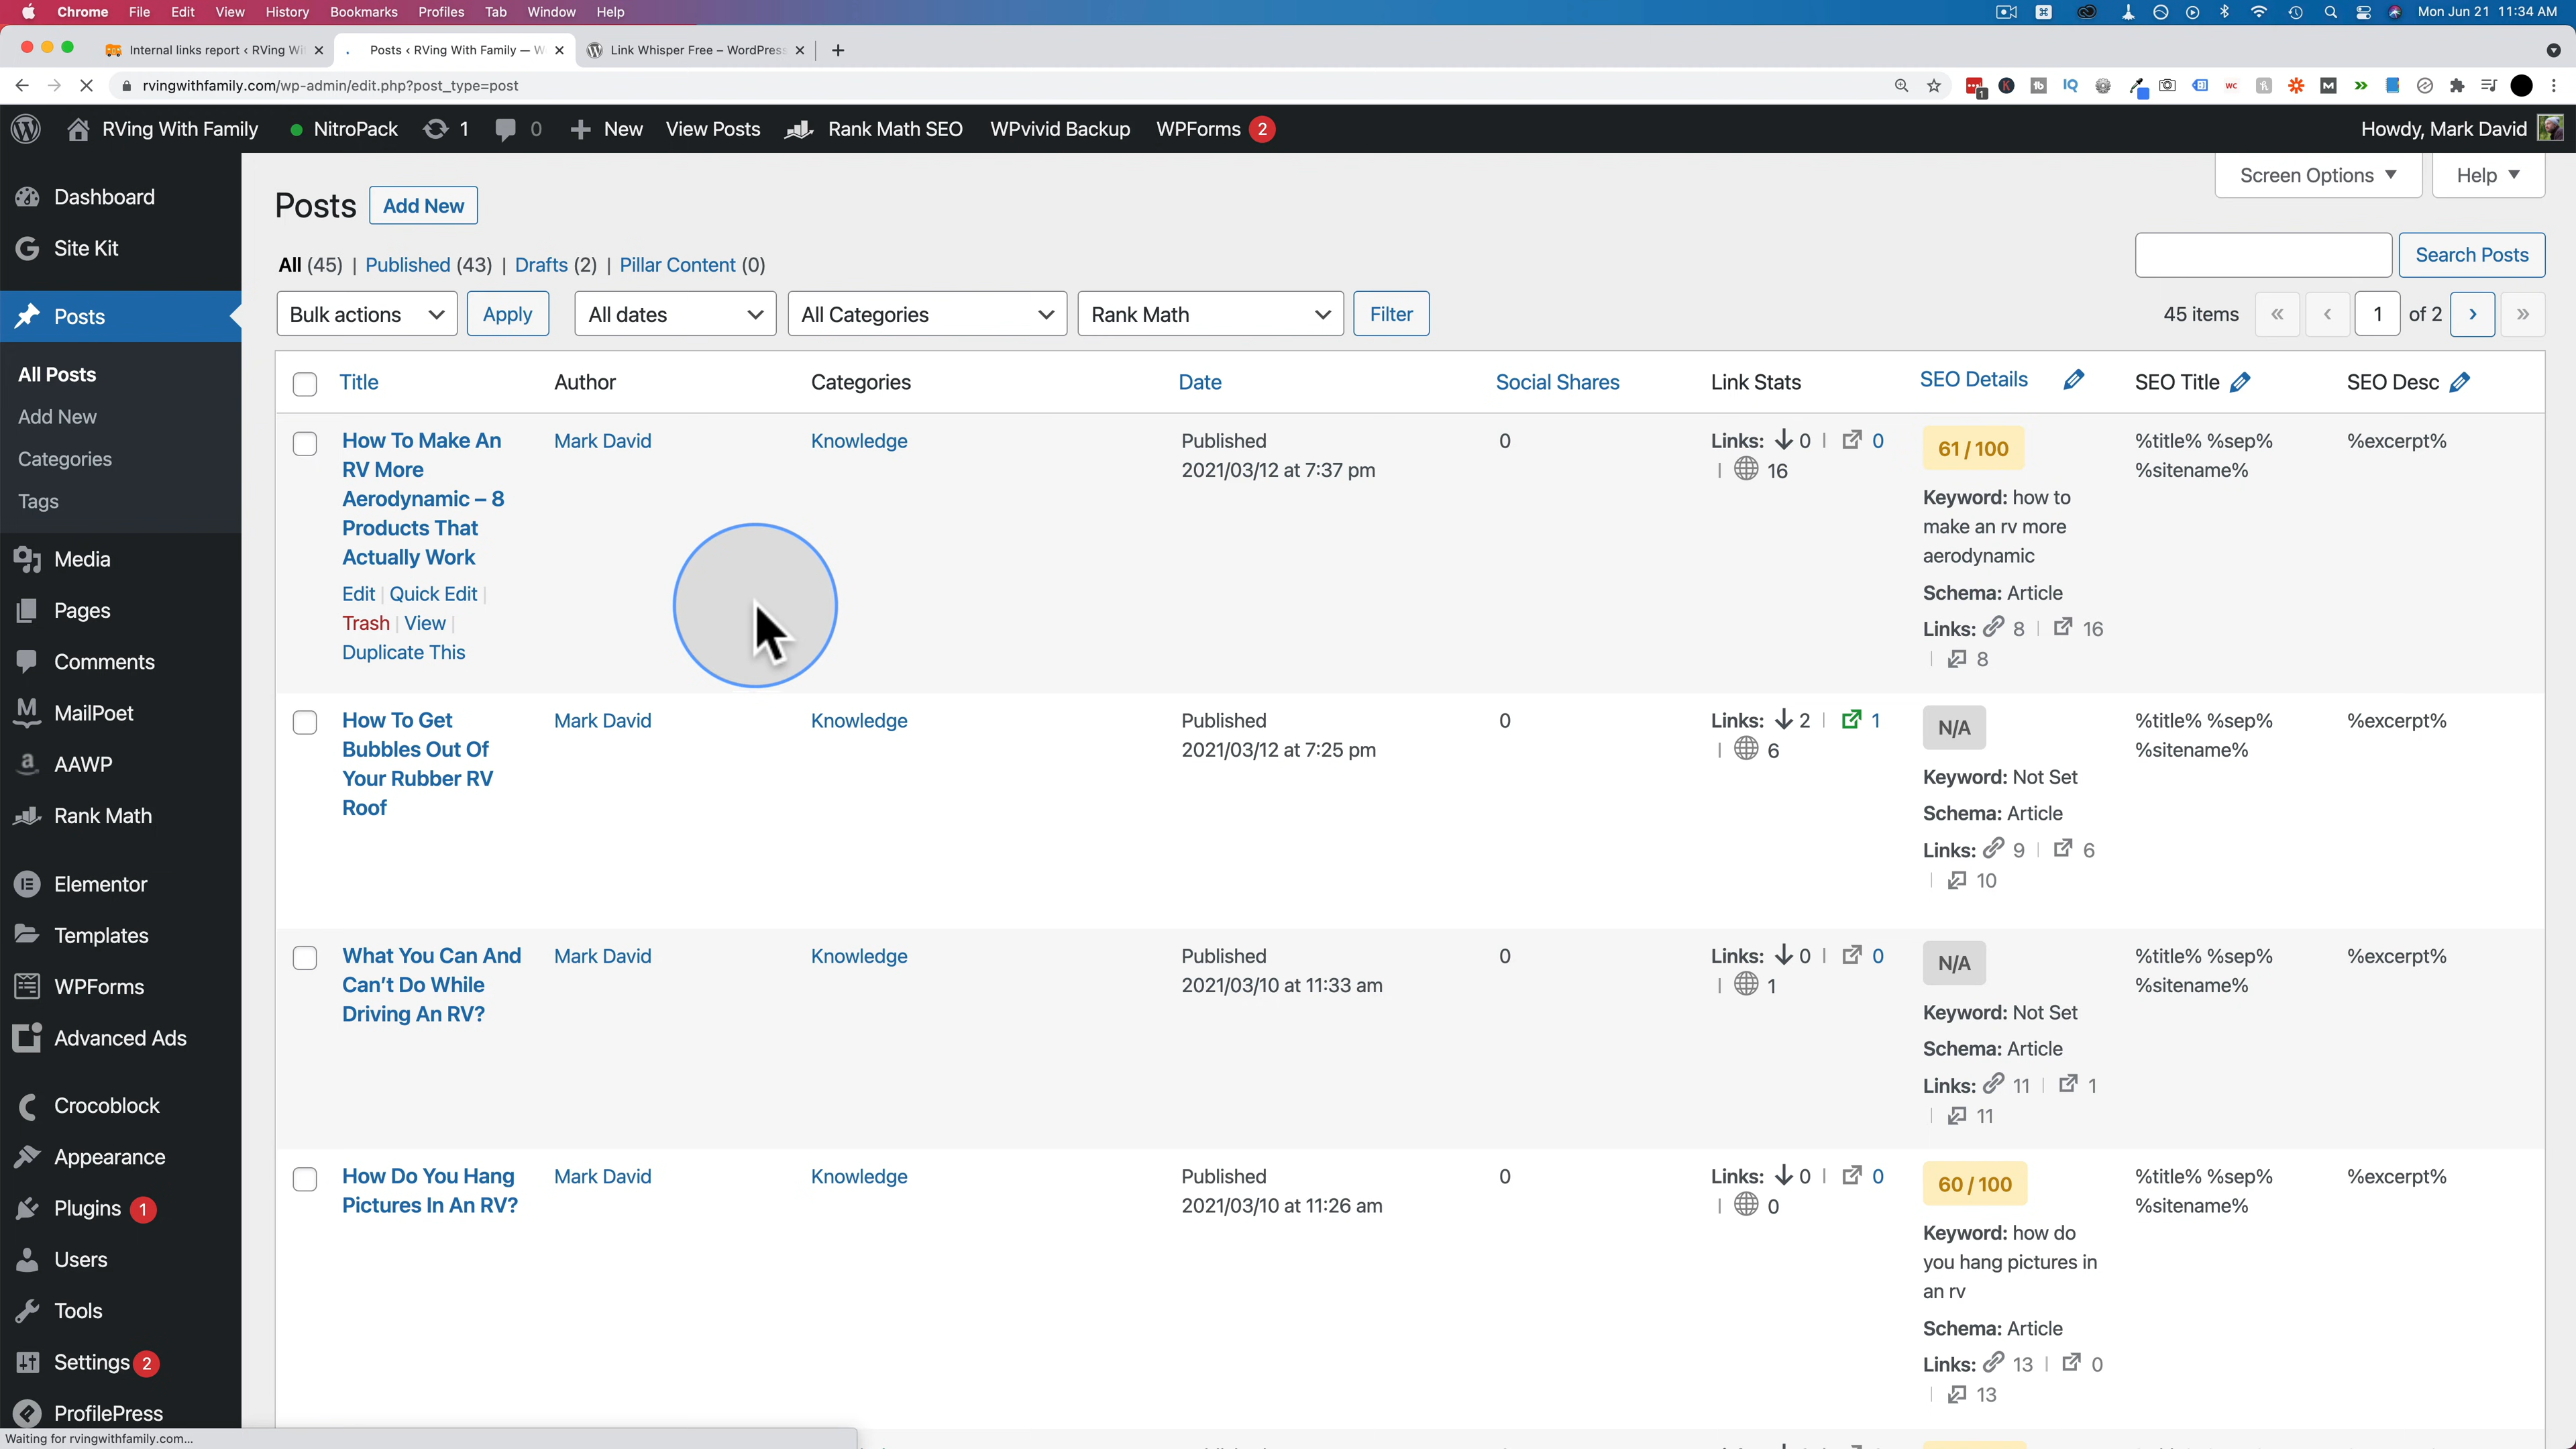 Chrome File Edit View History Bookmarks Profiles Tab Window Help Mon Jun 21 11:34 AM
Internal links report ‹ RVing Wi Posts ‹ RVing With Family — W Link Whisper Free – WordPress
rvingwithfamily.com/wp-admin/edit.php?post_type=post
RVing With Family NitroPack 1 0 New View Posts Rank Math SEO WPvivid Backup WPForms 2 Howdy, Mark David
Screen Options Help
Dashboard
Site Kit
Posts
All Posts
Add New
Categories
Tags
Media
Pages
Comments
MailPoet
AAWP
Rank Math
Elementor
Templates
WPForms
Advanced Ads
Crocoblock
Appearance
Plugins 1
Users
Tools
Settings 2
ProfilePress
Posts Add New
All (45) | Published (43) | Drafts (2) | Pillar Content (0)
Search Posts
Bulk actions Apply All dates All Categories Rank Math Filter 45 items « ‹ 1 of 2 › »
Title Author Categories Date Social Shares Link Stats SEO Details SEO Title SEO Desc
How To Make An
RV More
Aerodynamic – 8
Products That
Actually Work
Edit | Quick Edit |
Trash | View |
Duplicate This
Mark David
Knowledge
Published
2021/03/12 at 7:37 pm
0
Links: 0 | 0
| 16
61 / 100
Keyword: how to
make an rv more
aerodynamic
Schema: Article
Links: 8 | 16
| 8
%title% %sep%
%sitename%
%excerpt%
How To Get
Bubbles Out Of
Your Rubber RV
Roof
Mark David
Knowledge
Published
2021/03/12 at 7:25 pm
0
Links: 2 | 1
| 6
N/A
Keyword: Not Set
Schema: Article
Links: 9 | 6
| 10
%title% %sep%
%sitename%
%excerpt%
What You Can And
Can’t Do While
Driving An RV?
Mark David
Knowledge
Published
2021/03/10 at 11:33 am
0
Links: 0 | 0
| 1
N/A
Keyword: Not Set
Schema: Article
Links: 11 | 1
| 11
%title% %sep%
%sitename%
%excerpt%
How Do You Hang
Pictures In An RV?
Mark David
Knowledge
Published
2021/03/10 at 11:26 am
0
Links: 0 | 0
| 0
60 / 100
Keyword: how do
you hang pictures in
an rv
Schema: Article
Links: 13 | 0
| 13
%title% %sep%
%sitename%
%excerpt%
Waiting for rvingwithfamily.com...